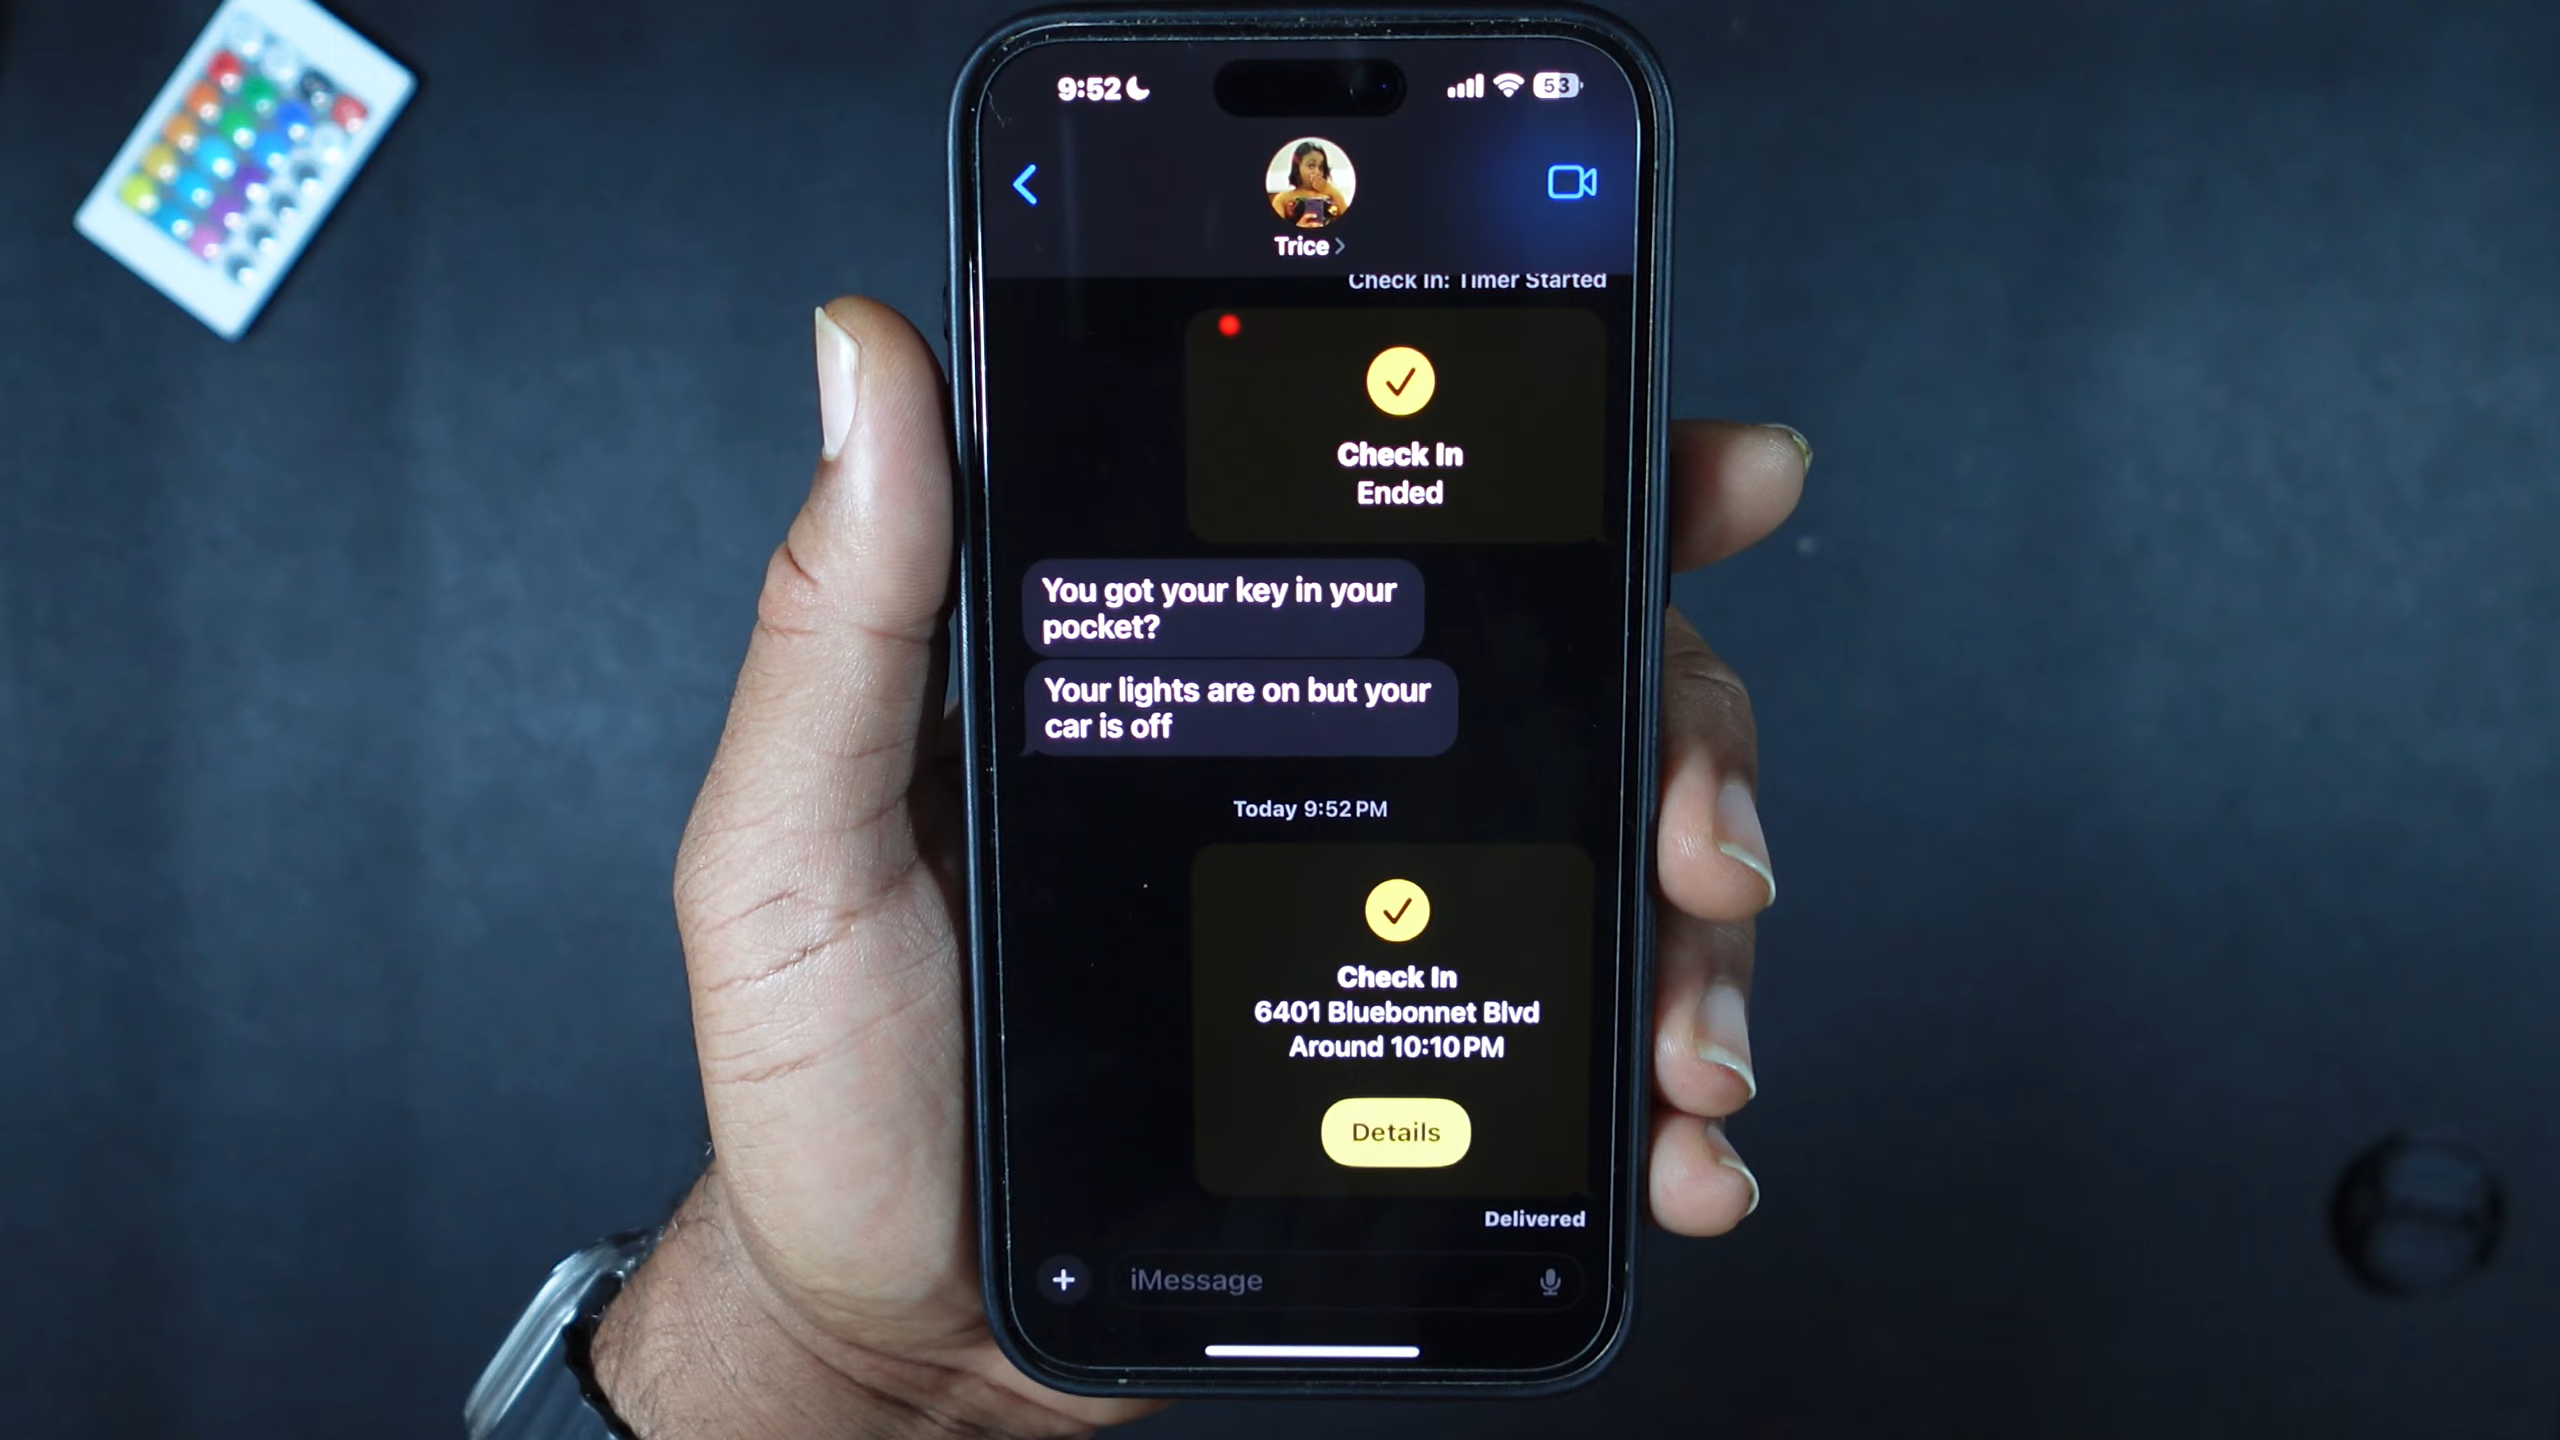 9:52
53
Trice
Check In: Timer Started
Check In
Ended
You got your key in your
pocket?
Your lights are on but your
car is off
Today 9:52 PM
Check In
6401 Bluebonnet Blvd
Around 10:10 PM
Details
Delivered
iMessage